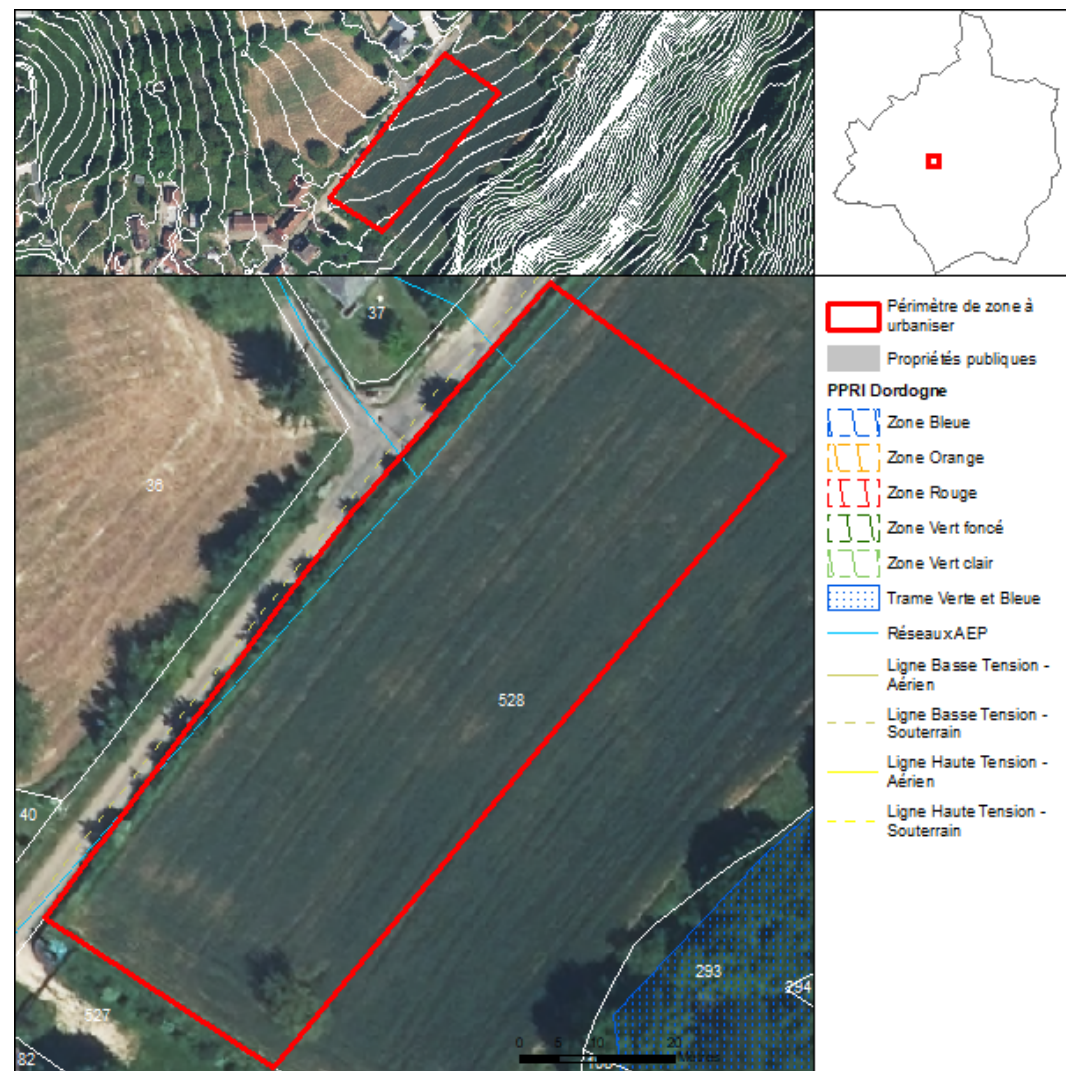 Périmètre de zone à
urbaniser
Propriétés publiques
PPRI Dordogne
Zone Bleue
Zone Orange
Zone Rouge
Zone Vert foncé
Zone Vert clair
Trame Verte et Bleue
Réseaux AEP
Ligne Basse Tension -
Aérien
Ligne Basse Tension -
Souterrain
Ligne Haute Tension -
Aérien
Ligne Haute Tension -
Souterrain
37
36
528
40
293
294
527
82
0 5 10 20
Mètres